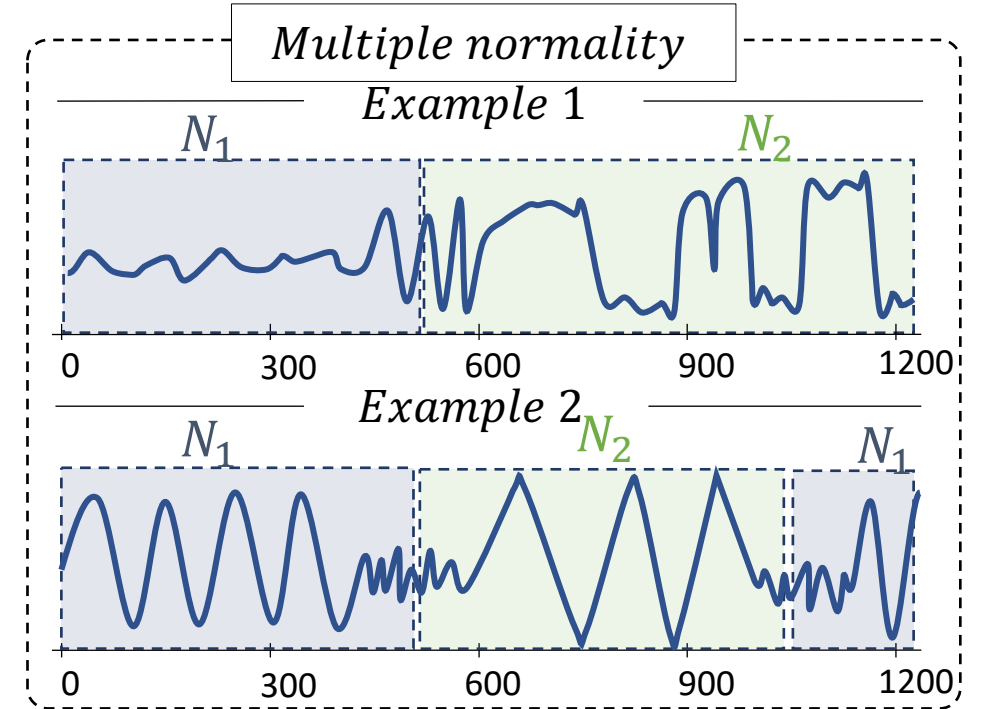 Multiple normality
Example 1
N₁ N₂
0 300 600 900 1200
Example 2
N₁ N₂ N₁
0 300 600 900 1200